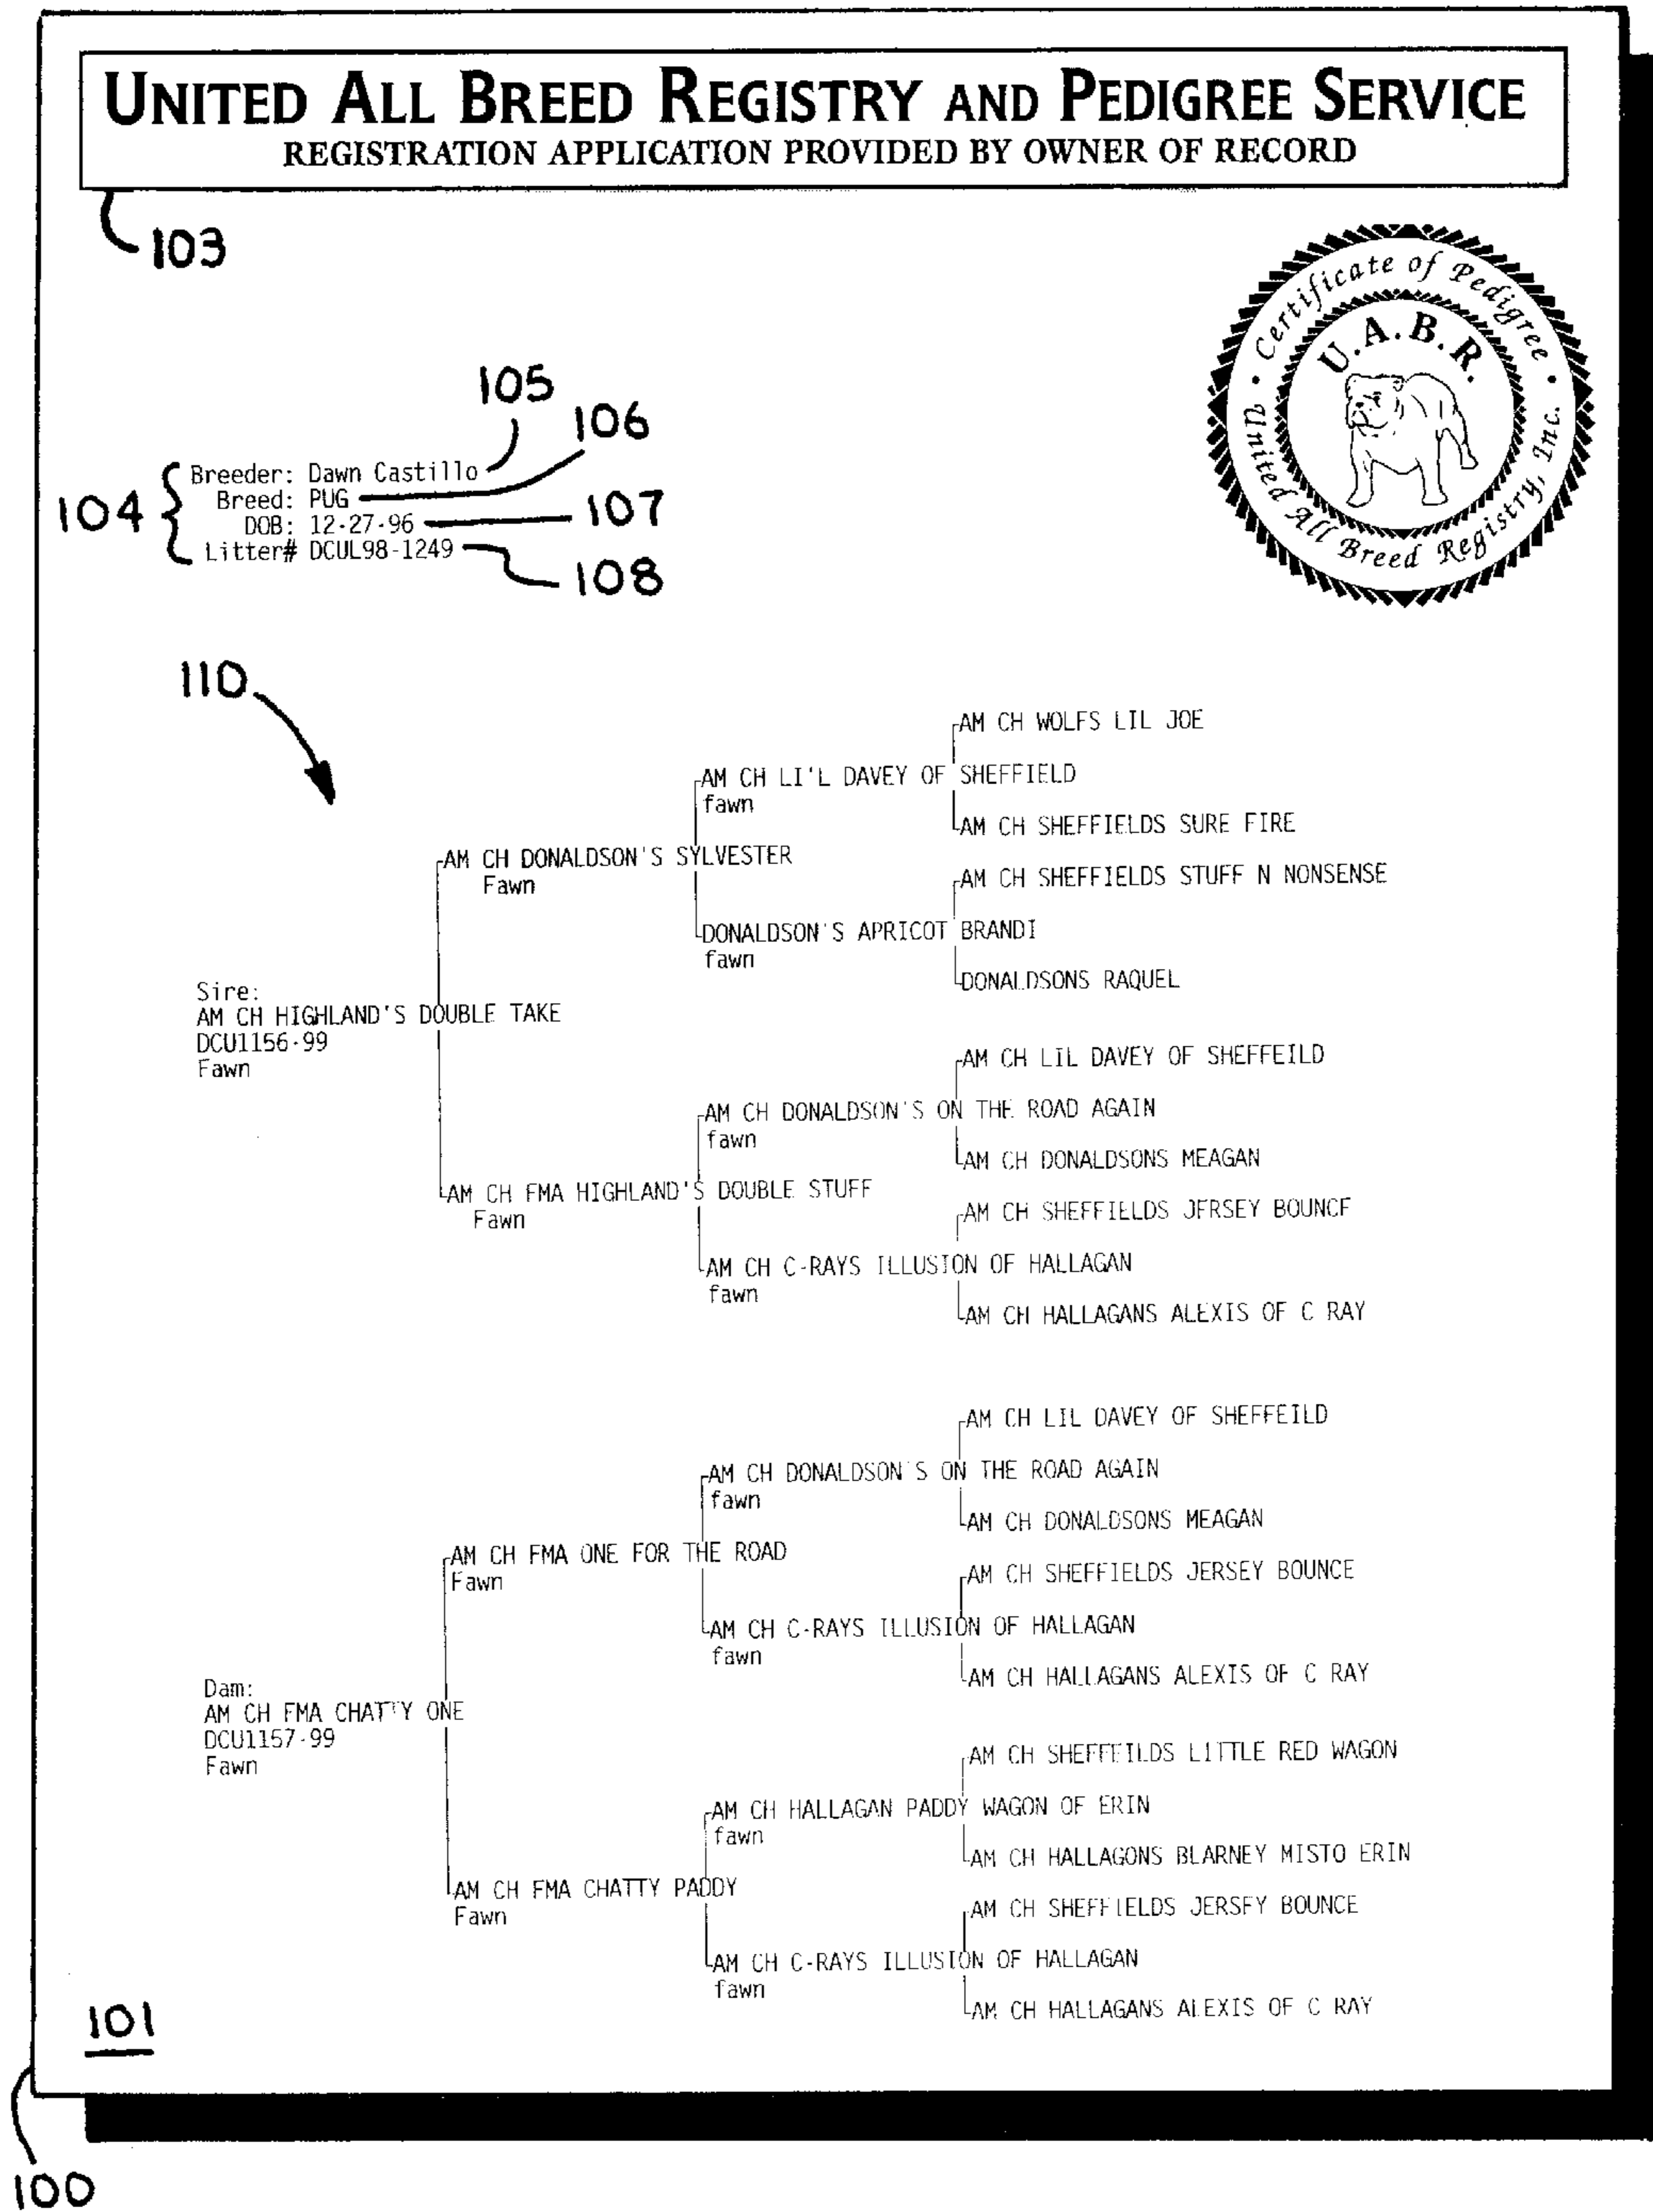 UNITED ALL BREED REGISTRY AND PEDIGREE SERVICE
REGISTRATION APPLICATION PROVIDED BY OWNER OF RECORD
103
Certificate of Pedigree
U.A.B.R.
United All Breed Registry, Inc.
105
106
104
Breeder: Dawn Castillo
Breed: PUG
DOB: 12-27-96
107
Litter# DCUL98-1249
108
110
AM CH WOLFS LIL JOE
AM CH LI'L DAVEY OF SHEFFIELD
fawn
AM CH SHEFFIELDS SURE FIRE
AM CH DONALDSON'S SYLVESTER
Fawn
AM CH SHEFFIELDS STUFF N NONSENSE
DONALDSON'S APRICOT BRANDI
fawn
DONALDSONS RAQUEL
Sire:
AM CH HIGHLAND'S DOUBLE TAKE
DCU1156-99
Fawn
AM CH LIL DAVEY OF SHEFFEILD
AM CH DONALDSON'S ON THE ROAD AGAIN
fawn
AM CH DONALDSONS MEAGAN
AM CH FMA HIGHLAND'S DOUBLE STUFF
Fawn
AM CH SHEFFIELDS JERSEY BOUNCE
AM CH C-RAYS ILLUSION OF HALLAGAN
fawn
AM CH HALLAGANS ALEXIS OF C RAY
AM CH LIL DAVEY OF SHEFFEILD
AM CH DONALDSON'S ON THE ROAD AGAIN
fawn
AM CH DONALDSONS MEAGAN
AM CH FMA ONE FOR THE ROAD
Fawn
AM CH SHEFFIELDS JERSEY BOUNCE
AM CH C-RAYS ILLUSION OF HALLAGAN
fawn
AM CH HALLAGANS ALEXIS OF C RAY
Dam:
AM CH FMA CHATTY ONE
DCU1157-99
Fawn
AM CH SHEFFEILDS LITTLE RED WAGON
AM CH HALLAGAN PADDY WAGON OF ERIN
fawn
AM CH HALLAGONS BLARNEY MISTO ERIN
AM CH FMA CHATTY PADDY
Fawn
AM CH SHEFFIELDS JERSEY BOUNCE
AM CH C-RAYS ILLUSION OF HALLAGAN
fawn
AM CH HALLAGANS ALEXIS OF C RAY
101
100